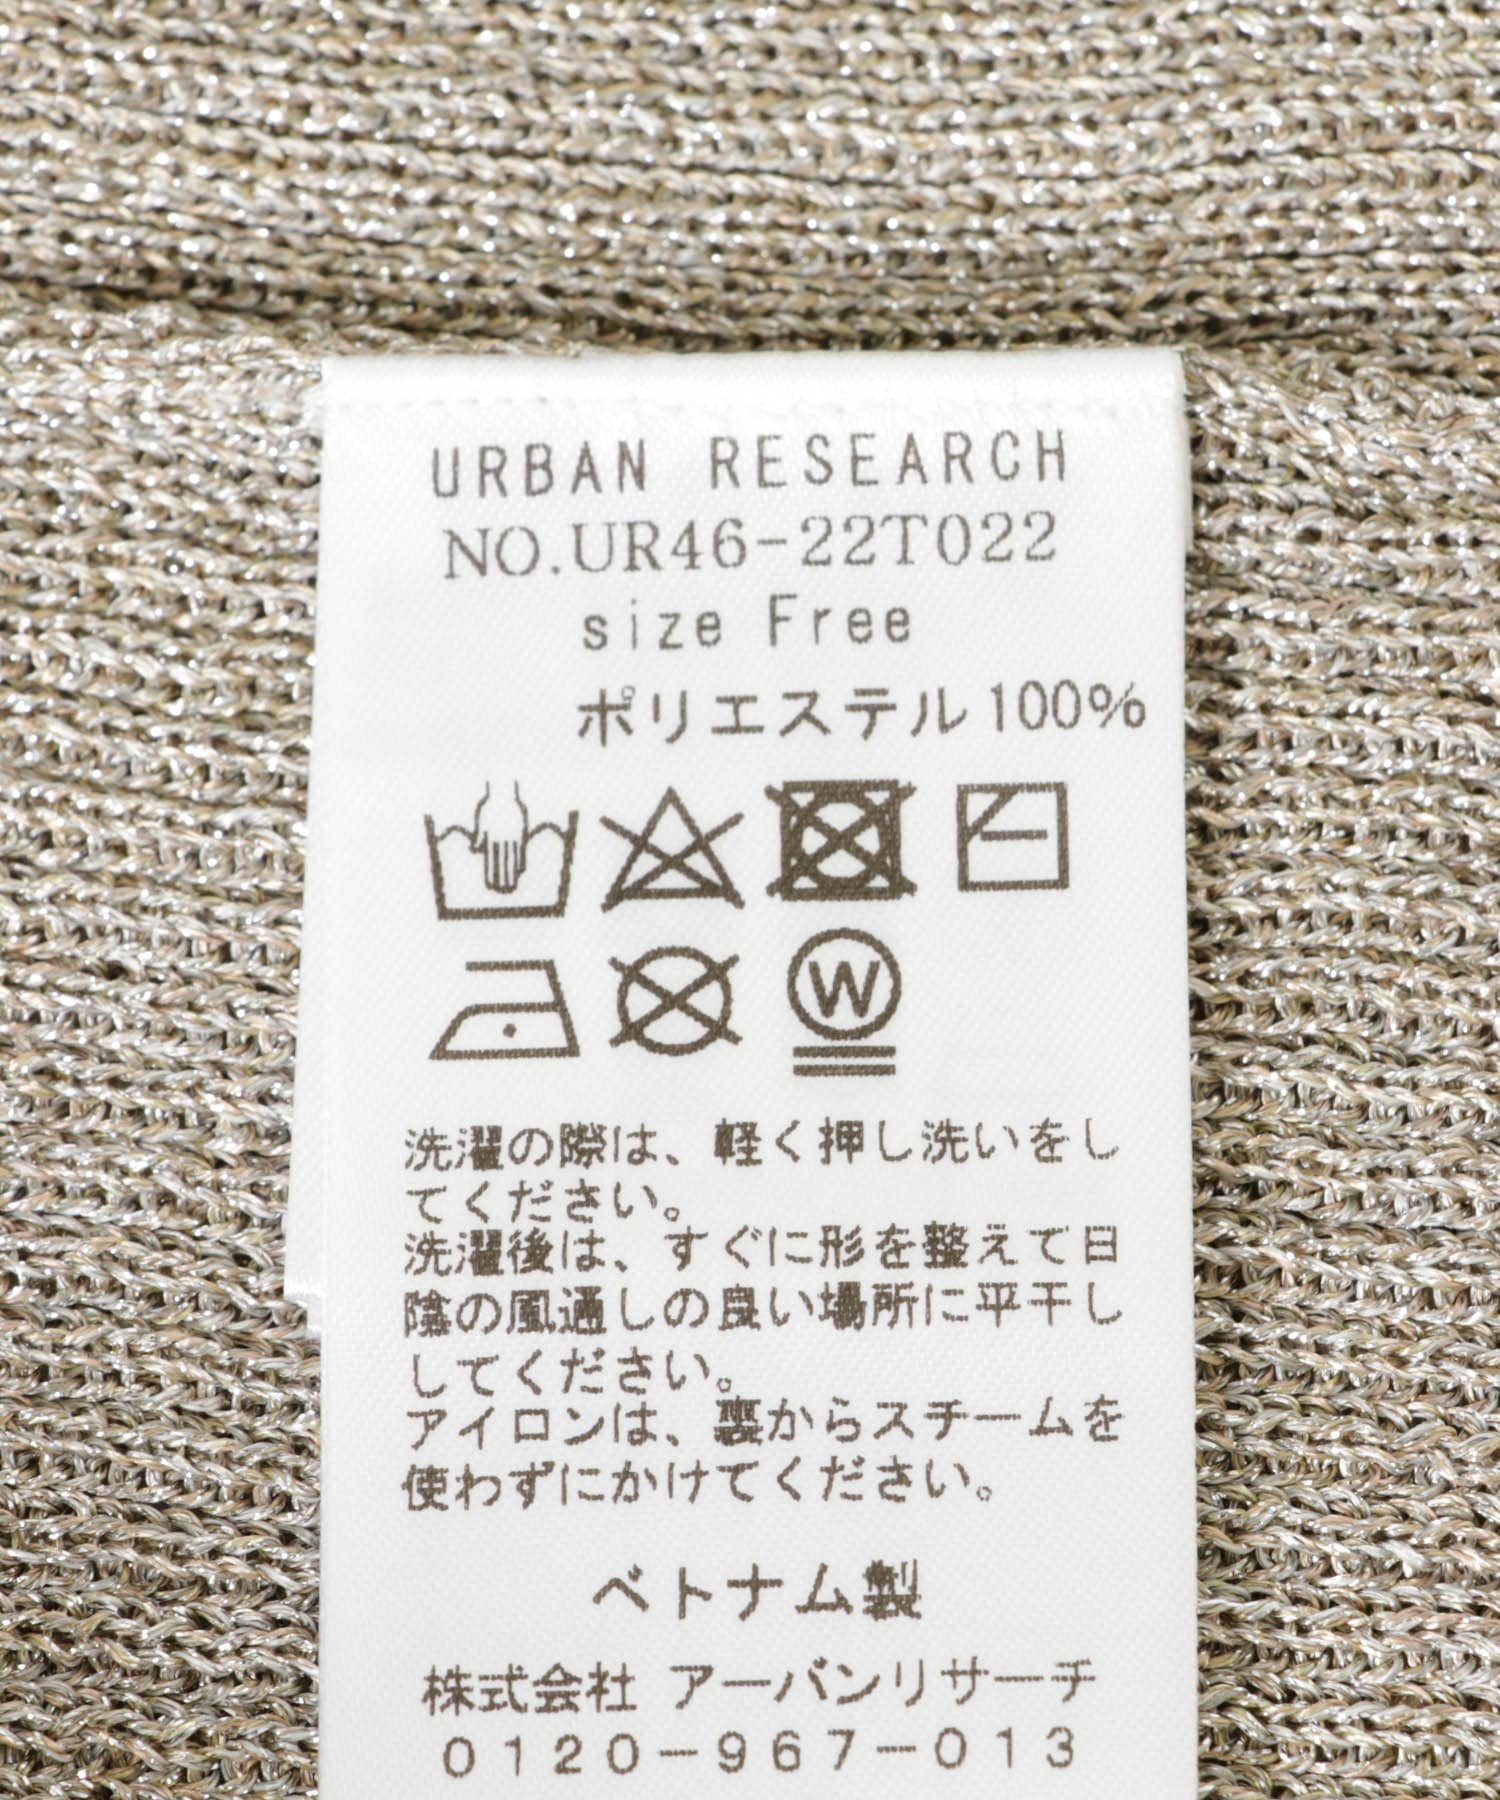 URBAN RESEARCH
NO.UR46-22T022
size Free
ポリエステル100%
W
洗濯の際は、軽く押し洗いをし
てください。
洗濯後は、すぐに形を整えて日
陰の風通しの良い場所に平干し
してください。
アイロンは、裏からスチームを
使わずにかけてください。
ベトナム製
株式会社 アーバンリサーチ
0120-967-013